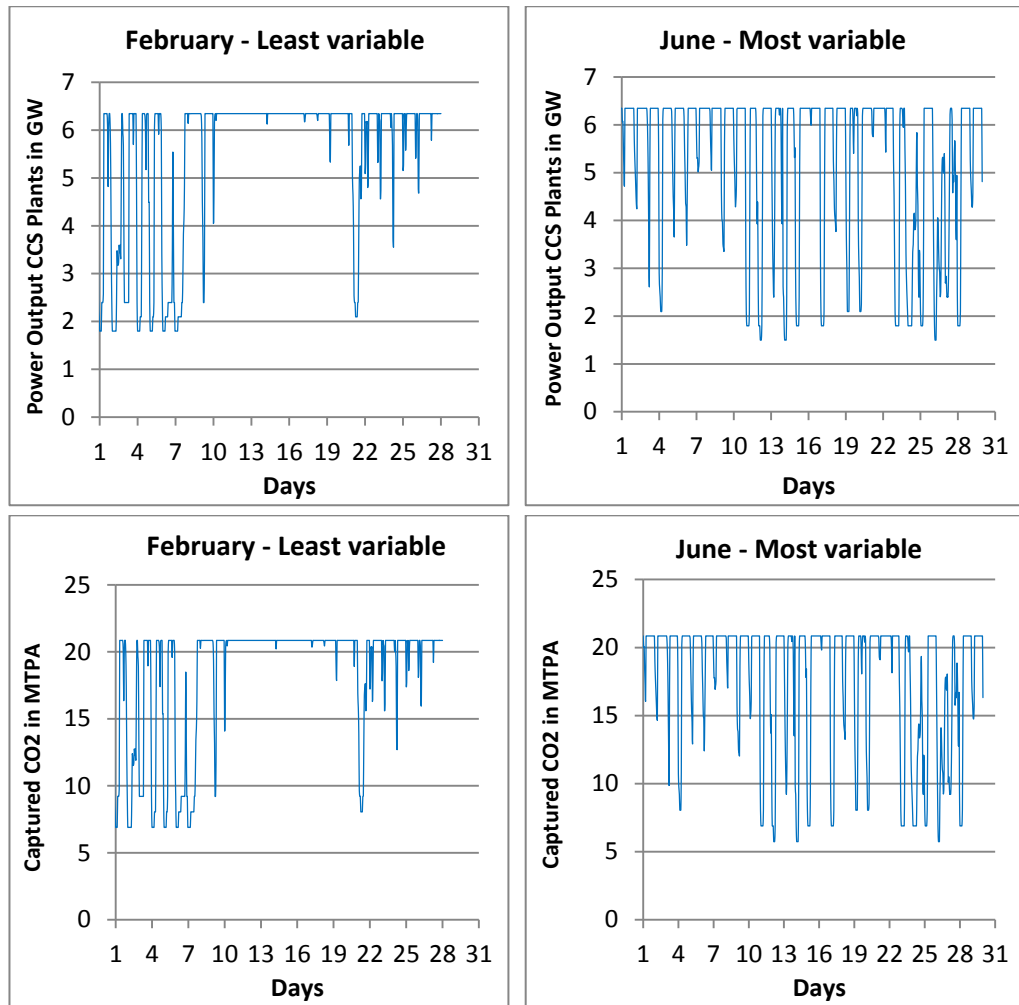 February - Least variable
Power Output CCS Plants in GW
7
6
5
4
3
2
1
0
1 4 7 10 13 16 19 22 25 28 31
Days
June - Most variable
Power Output CCS Plants in GW
7
6
5
4
3
2
1
0
1 4 7 10 13 16 19 22 25 28 31
Days
February - Least variable
Captured CO2 in MTPA
25
20
15
10
5
0
1 4 7 10 13 16 19 22 25 28 31
Days
June - Most variable
Captured CO2 in MTPA
25
20
15
10
5
0
1 4 7 10 13 16 19 22 25 28 31
Days